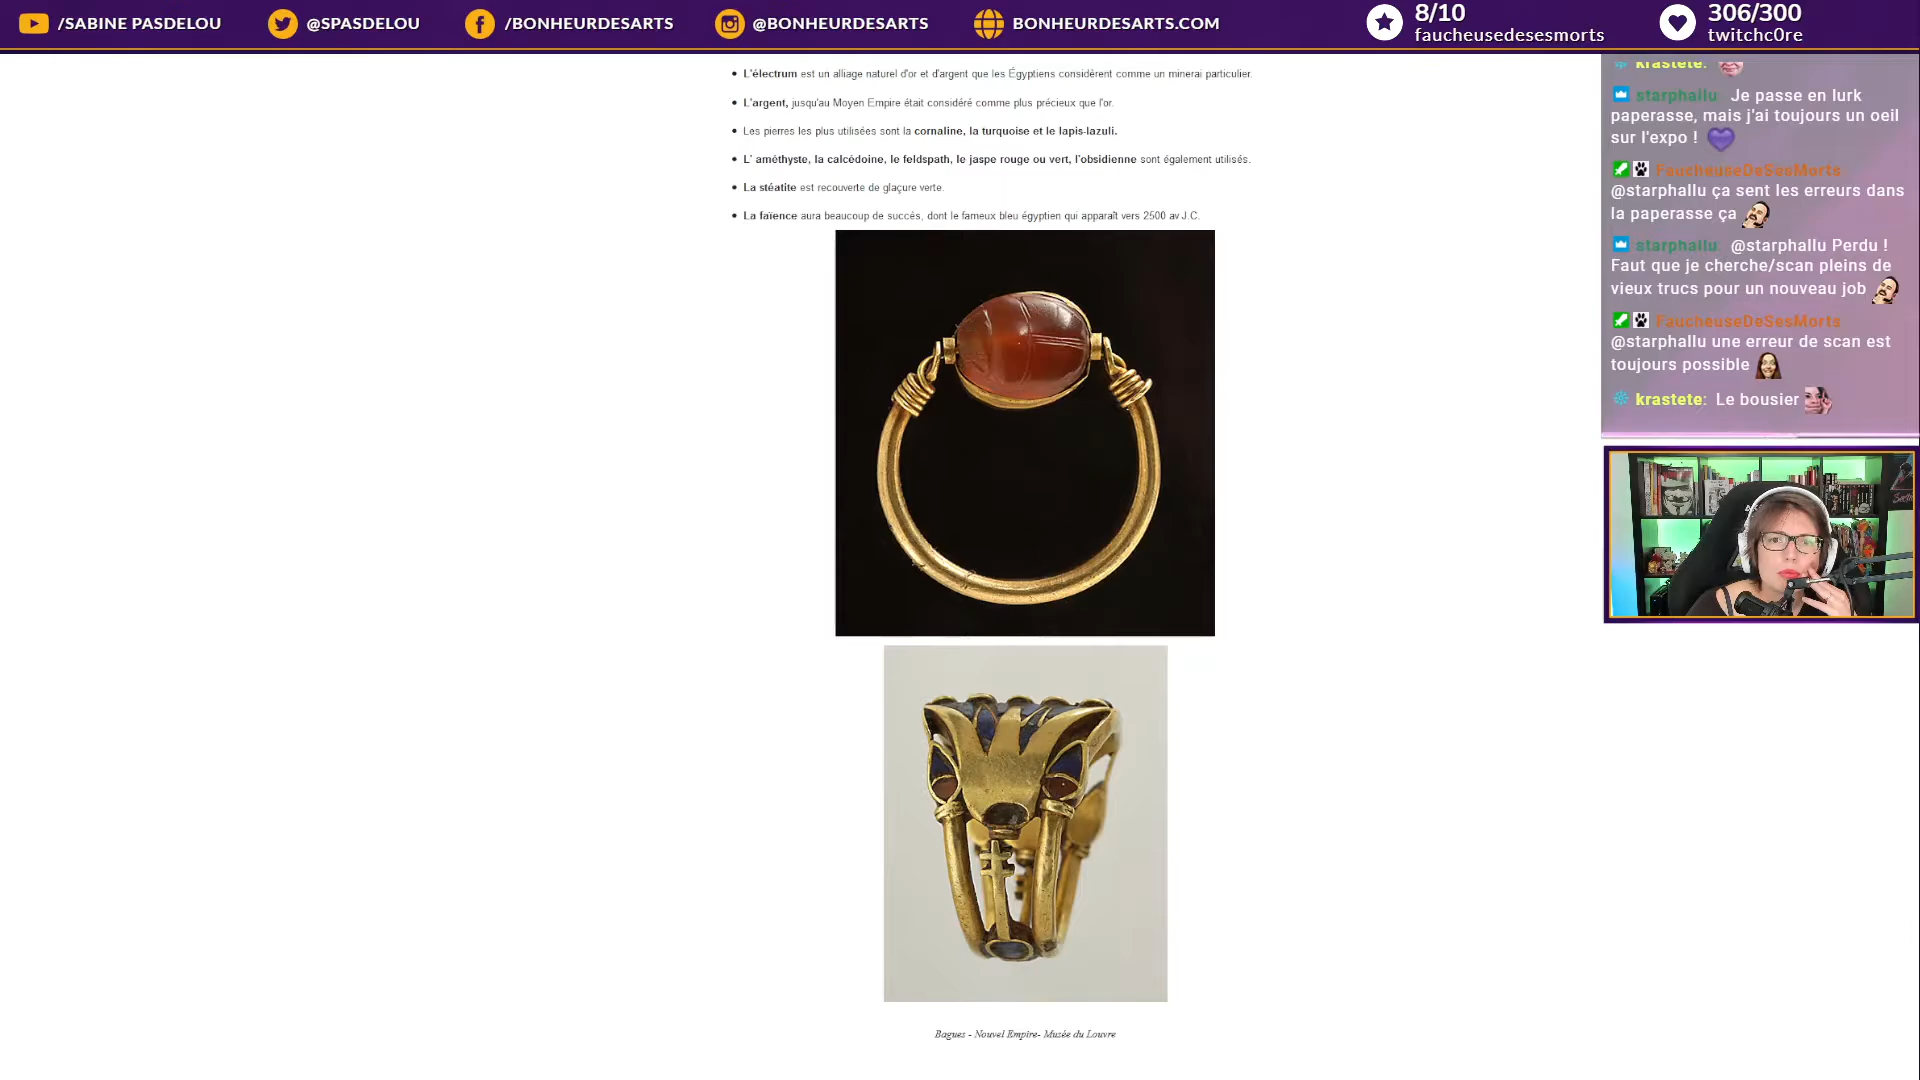 /SABINE PASDELOU
@SPASDELOU
/BONHEURDESARTS
@BONHEURDESARTS
BONHEURDESARTS.COM
8/10
faucheusedesesmorts
306/300
twitchc0re
• L'électrum est un alliage naturel d'or et d'argent que les Égyptiens considèrent comme un minerai particulier.
• L'argent, jusqu'au Moyen Empire était considéré comme plus précieux que l'or.
• Les pierres les plus utilisées sont la cornaline, la turquoise et le lapis-lazuli.
• L' améthyste, la calcédoine, le feldspath, le jaspe rouge ou vert, l'obsidienne sont également utilisés.
• La stéatite est recouverte de glaçure verte.
• La faïence aura beaucoup de succès, dont le fameux bleu égyptien qui apparaît vers 2500 av J.C.
Bagues - Nouvel Empire- Musée du Louvre
krastete:
starphallu: Je passe en lurk
paperasse, mais j'ai toujours un oeil
sur l'expo !
FaucheuseDeSesMorts:
@starphallu ça sent les erreurs dans
la paperasse ça
starphallu: @starphallu Perdu !
Faut que je cherche/scan pleins de
vieux trucs pour un nouveau job
FaucheuseDeSesMorts:
@starphallu une erreur de scan est
toujours possible
krastete: Le bousier